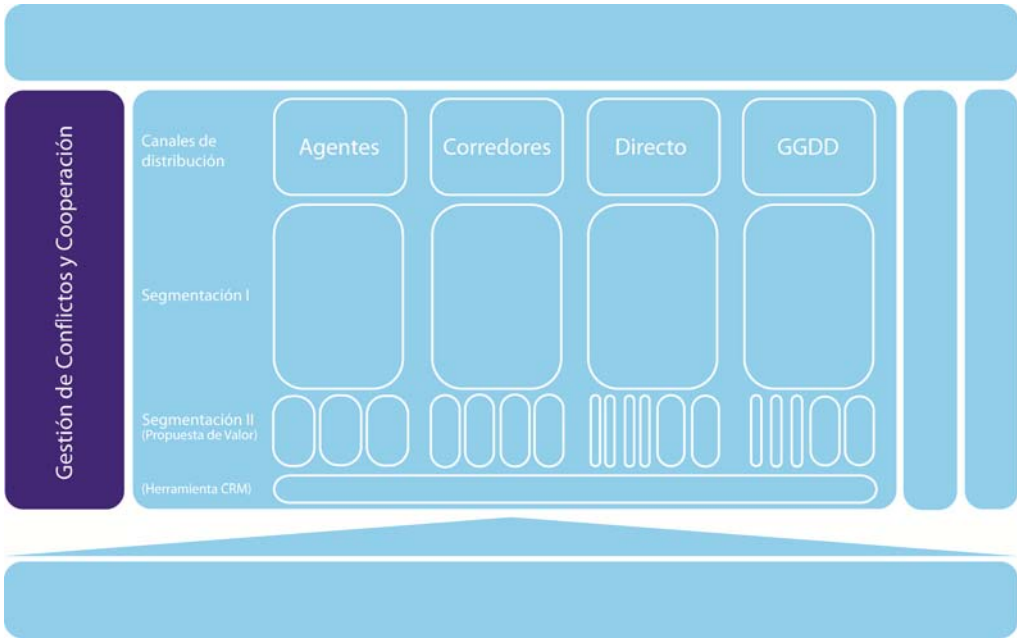 Gestión de Conflictos y Cooperación
Canales de
distribución
Agentes
Corredores
Directo
GGDD
Segmentación I
Segmentación II
(Propuesta de Valor)
(Herramienta CRM)